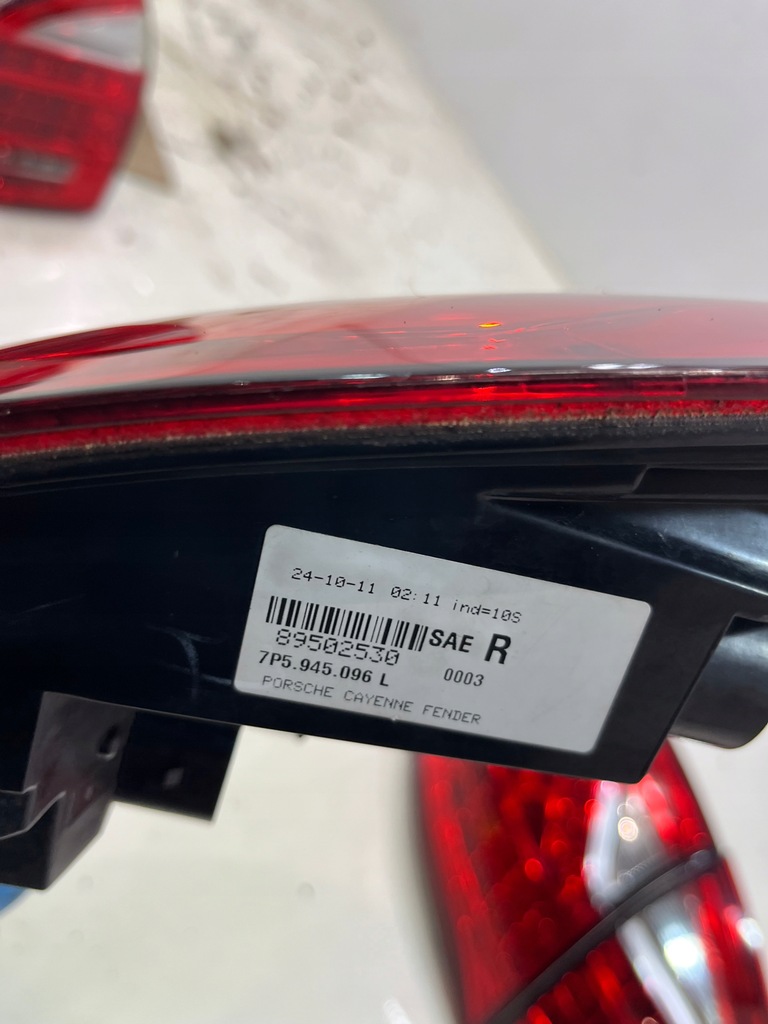 24-10-11 02:11 ind=10S
SAE R
89502530
7P5.945.096 L 0003
PORSCHE CAYENNE FENDER